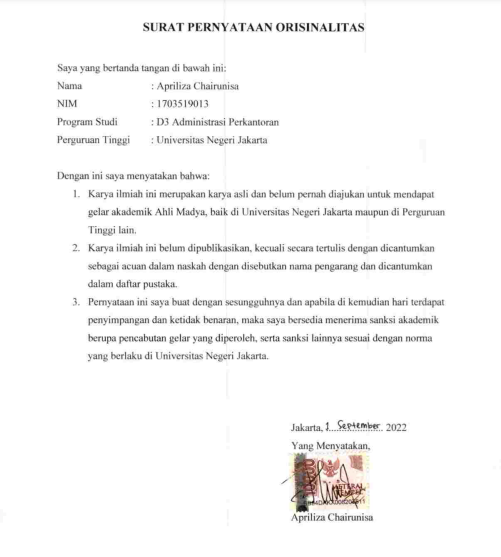 SURAT PERNYATAAN ORISINALITAS
Saya yang bertanda tangan di bawah ini:
Nama : Apriliza Chairunisa
NIM : 1703519013
Program Studi : D3 Administrasi Perkantoran
Perguruan Tinggi : Universitas Negeri Jakarta
Dengan ini saya menyatakan bahwa:
1. Karya ilmiah ini merupakan karya asli dan belum pernah diajukan untuk mendapat
gelar akademik Ahli Madya, baik di Universitas Negeri Jakarta maupun di Perguruan
Tinggi lain.
2. Karya ilmiah ini belum dipublikasikan, kecuali secara tertulis dengan dicantumkan
sebagai acuan dalam naskah dengan disebutkan nama pengarang dan dicantumkan
dalam daftar pustaka.
3. Pernyataan ini saya buat dengan sesungguhnya dan apabila di kemudian hari terdapat
penyimpangan dan ketidak benaran, maka saya bersedia menerima sanksi akademik
berupa pencabutan gelar yang diperoleh, serta sanksi lainnya sesuai dengan norma
yang berlaku di Universitas Negeri Jakarta.
Jakarta, 1 September 2022
Yang Menyatakan,
Apriliza Chairunisa